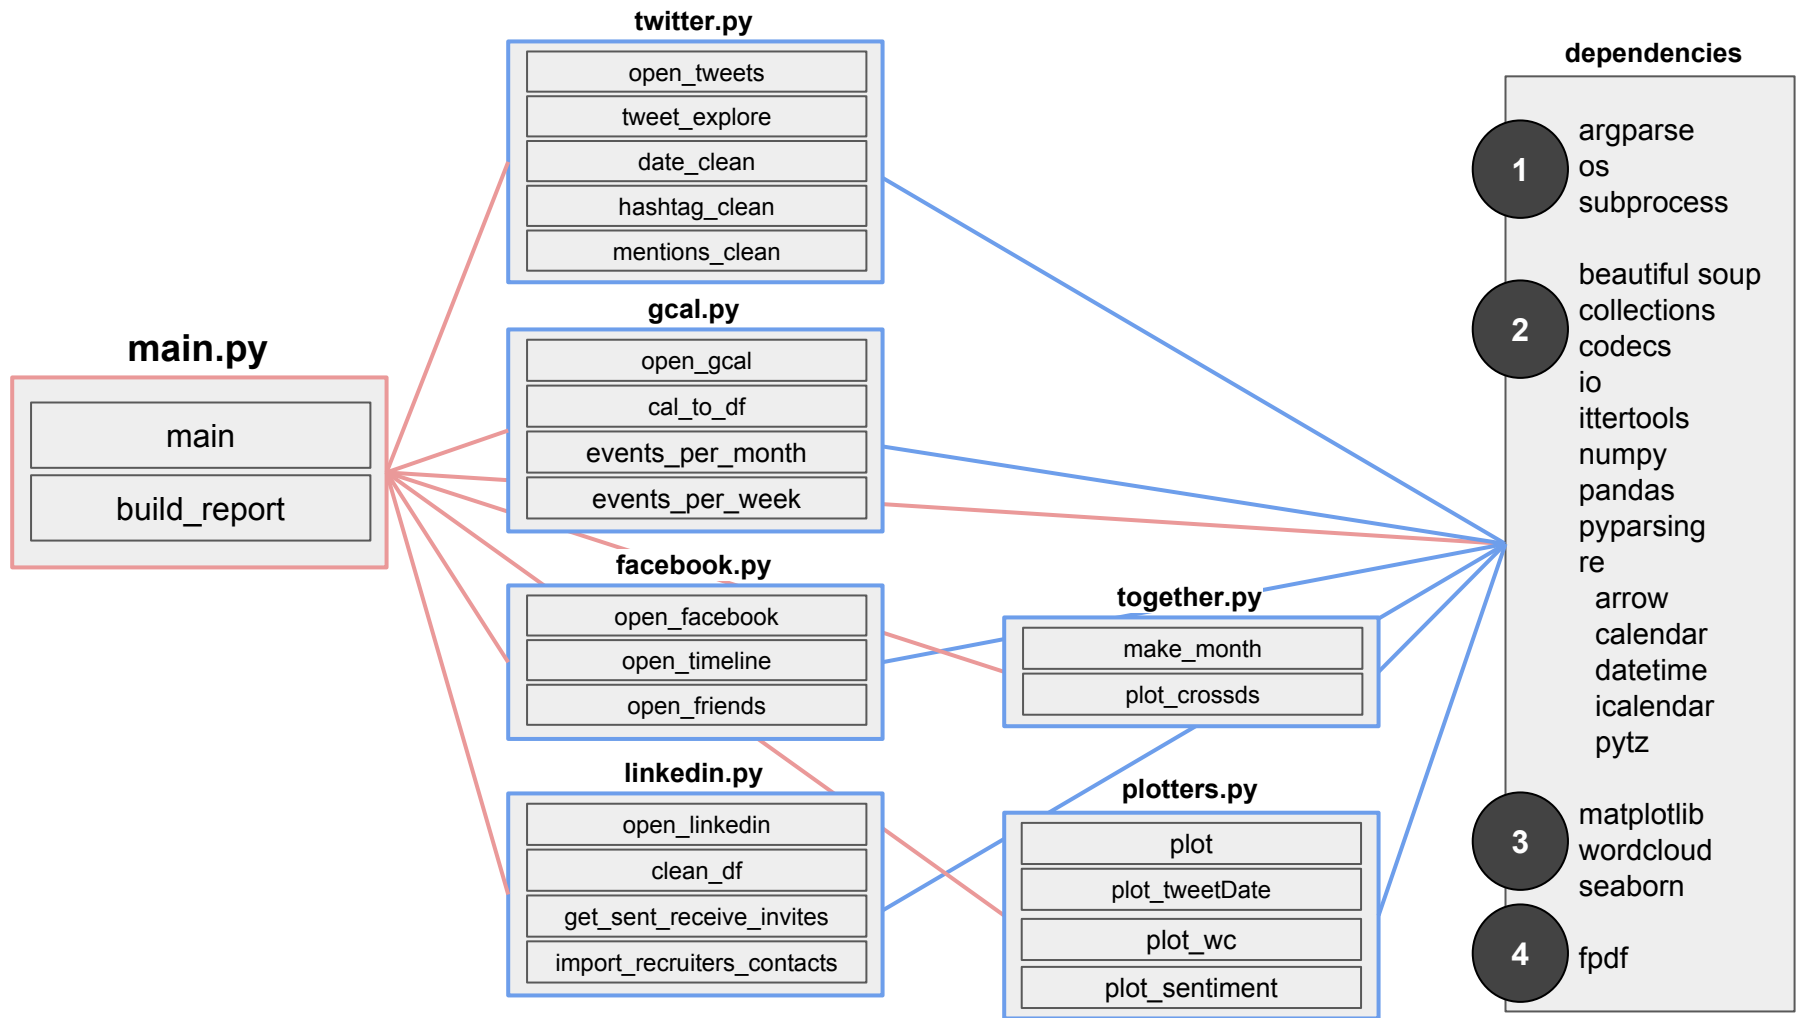 main.py
main
build_report
twitter.py
open_tweets
tweet_explore
date_clean
hashtag_clean
mentions_clean
gcal.py
open_gcal
cal_to_df
events_per_month
events_per_week
facebook.py
open_facebook
open_timeline
open_friends
linkedin.py
open_linkedin
clean_df
get_sent_receive_invites
import_recruiters_contacts
together.py
make_month
plot_crossds
plotters.py
plot
plot_tweetDate
plot_wc
plot_sentiment
dependencies
1
argparse
os
subprocess
2
beautiful soup
collections
codecs
io
ittertools
numpy
pandas
pyparsing
re
arrow
calendar
datetime
icalendar
pytz
3
matplotlib
wordcloud
seaborn
4
fpdf